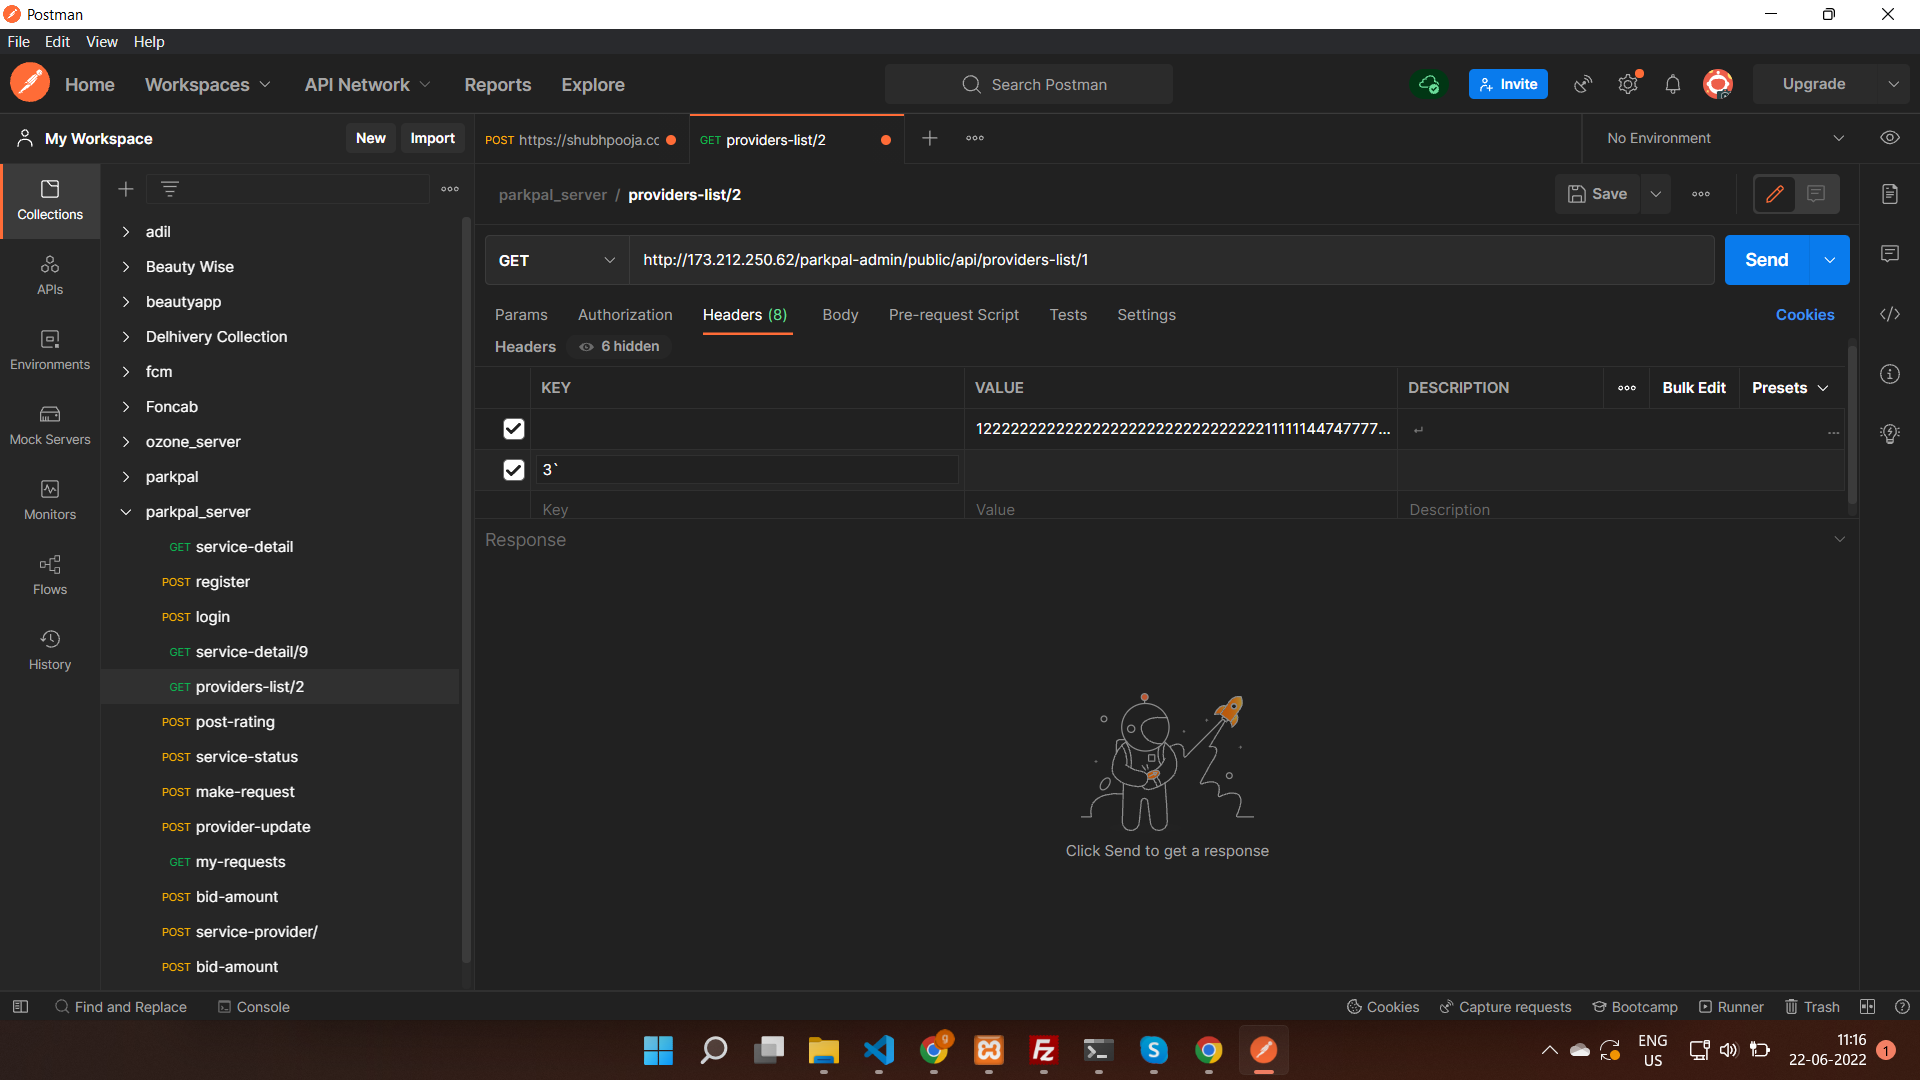 Postman
File Edit View Help
Home Workspaces API Network Reports Explore Search Postman Invite Upgrade
My Workspace New Import POST https://shubhpooja.cc GET providers-list/2 No Environment
Collections
APIs
Environments
Mock Servers
Monitors
Flows
History
adil
Beauty Wise
beautyapp
Delhivery Collection
fcm
Foncab
ozone_server
parkpal
parkpal_server
GET service-detail
POST register
POST login
GET service-detail/9
GET providers-list/2
POST post-rating
POST service-status
POST make-request
POST provider-update
GET my-requests
POST bid-amount
POST service-provider/
POST bid-amount
parkpal_server / providers-list/2 Save
GET http://173.212.250.62/parkpal-admin/public/api/providers-list/1 Send
Params Authorization Headers (8) Body Pre-request Script Tests Settings Cookies
Headers 6 hidden
KEY VALUE DESCRIPTION Bulk Edit Presets
3`
Key Value Description
Response
Click Send to get a response
Find and Replace Console Cookies Capture requests Bootcamp Runner Trash
ENG
US
11:16
22-06-2022
1